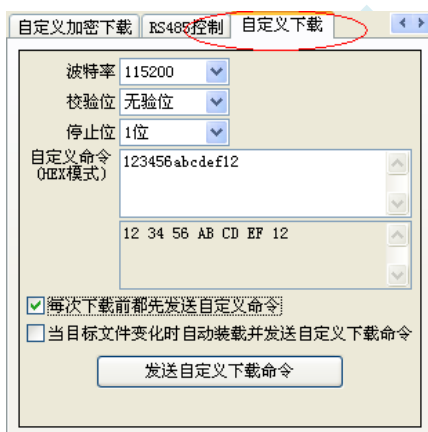 自定义加密下载 RS485控制 自定义下载
波特率 115200
校验位 无验位
停止位 1位
自定义命令 123456abcdef12
(HEX模式)
12 34 56 AB CD EF 12
每次下载前都先发送自定义命令
当目标文件变化时自动装载并发送自定义下载命令
发送自定义下载命令